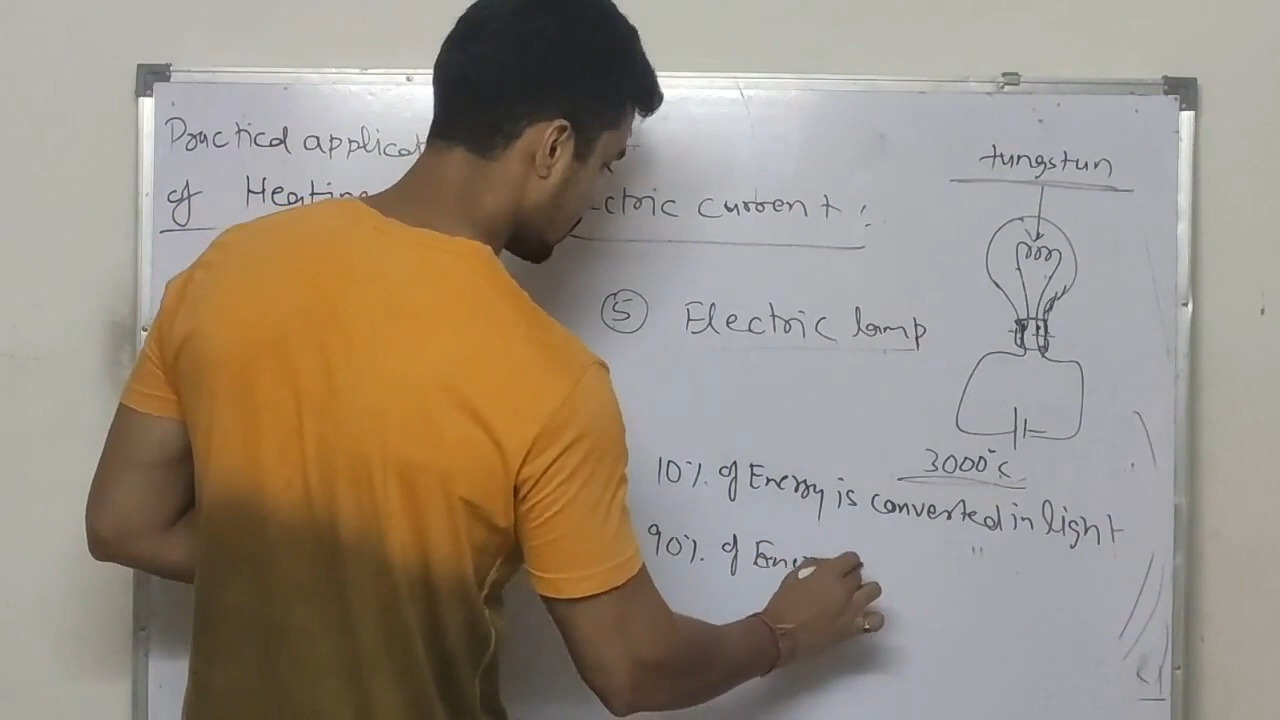 Practical applicat
of Heating ctric current :
tungstun
5 Electric lamp
3000°c
10% of Energy is converted in light
90% of Ene